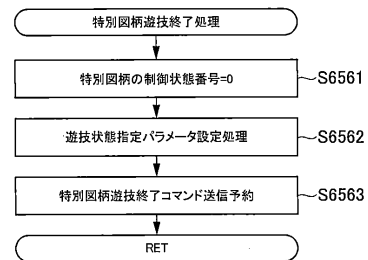 特別図柄遊技終了処理
特別図柄の制御状態番号=0
S6561
遊技状態指定パラメータ設定処理
S6562
特別図柄遊技終了コマンド送信予約
S6563
RET